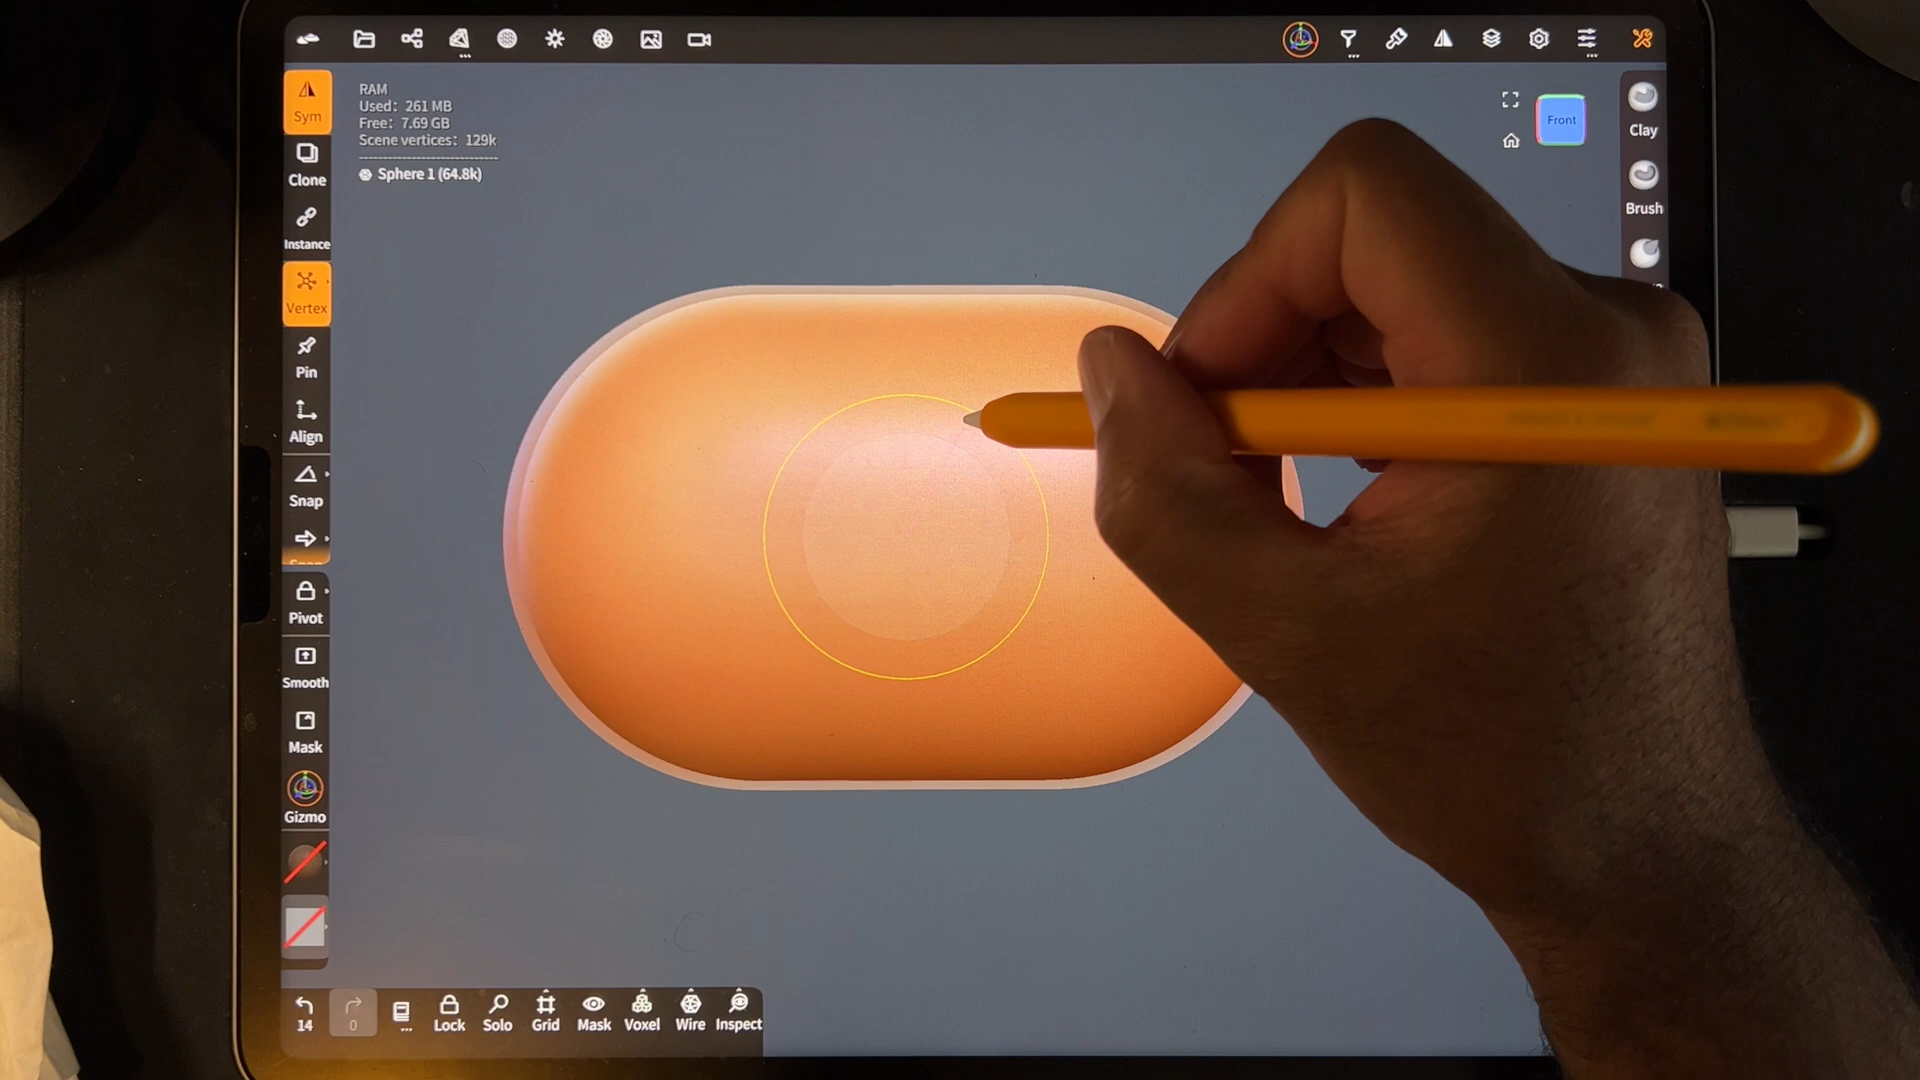 RAM
Used: 261 MB
Free: 7.69 GB
Scene vertices: 129k
Sphere 1 (64.8k)
Front
Sym
Clone
Instance
Vertex
Pin
Align
Snap
Pivot
Smooth
Mask
Gizmo
Clay
Brush
14
0
Lock
Solo
Grid
Mask
Voxel
Wire
Inspect